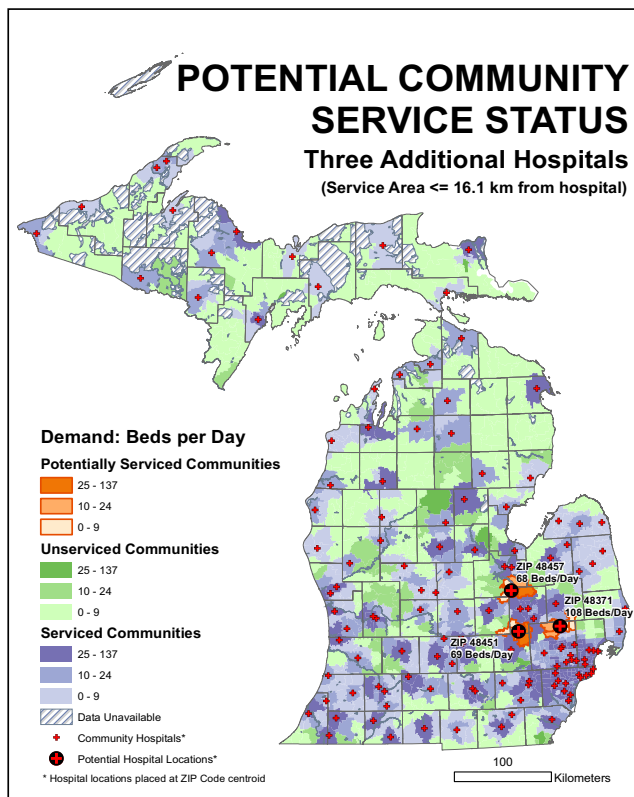 POTENTIAL COMMUNITY
SERVICE STATUS
Three Additional Hospitals
(Service Area <= 16.1 km from hospital)
Demand: Beds per Day
Potentially Serviced Communities
25 - 137
10 - 24
0 - 9
Unserviced Communities
25 - 137
10 - 24
0 - 9
Serviced Communities
25 - 137
10 - 24
0 - 9
Data Unavailable
Community Hospitals*
Potential Hospital Locations*
* Hospital locations placed at ZIP Code centroid
ZIP 48457
68 Beds/Day
ZIP 48371
108 Beds/Day
ZIP 48451
69 Beds/Day
100
Kilometers